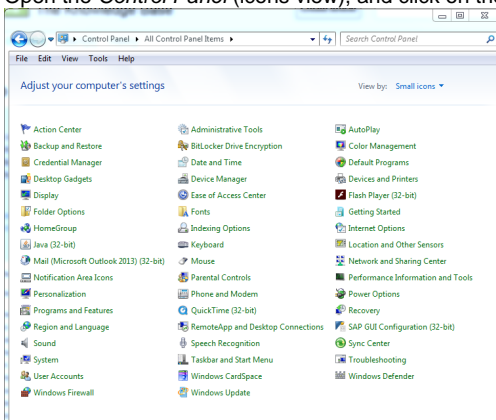 Open the Control Panel (icons view), and click on the
Control Panel ▸ All Control Panel Items ▸
Search Control Panel
File Edit View Tools Help
Adjust your computer's settings
View by: Small icons
Action Center
Administrative Tools
AutoPlay
Backup and Restore
BitLocker Drive Encryption
Color Management
Credential Manager
Date and Time
Default Programs
Desktop Gadgets
Device Manager
Devices and Printers
Display
Ease of Access Center
Flash Player (32-bit)
Folder Options
Fonts
Getting Started
HomeGroup
Indexing Options
Internet Options
Java (32-bit)
Keyboard
Location and Other Sensors
Mail (Microsoft Outlook 2013) (32-bit)
Mouse
Network and Sharing Center
Notification Area Icons
Parental Controls
Performance Information and Tools
Personalization
Phone and Modem
Power Options
Programs and Features
QuickTime (32-bit)
Recovery
Region and Language
RemoteApp and Desktop Connections
SAP GUI Configuration (32-bit)
Sound
Speech Recognition
Sync Center
System
Taskbar and Start Menu
Troubleshooting
User Accounts
Windows CardSpace
Windows Defender
Windows Firewall
Windows Update